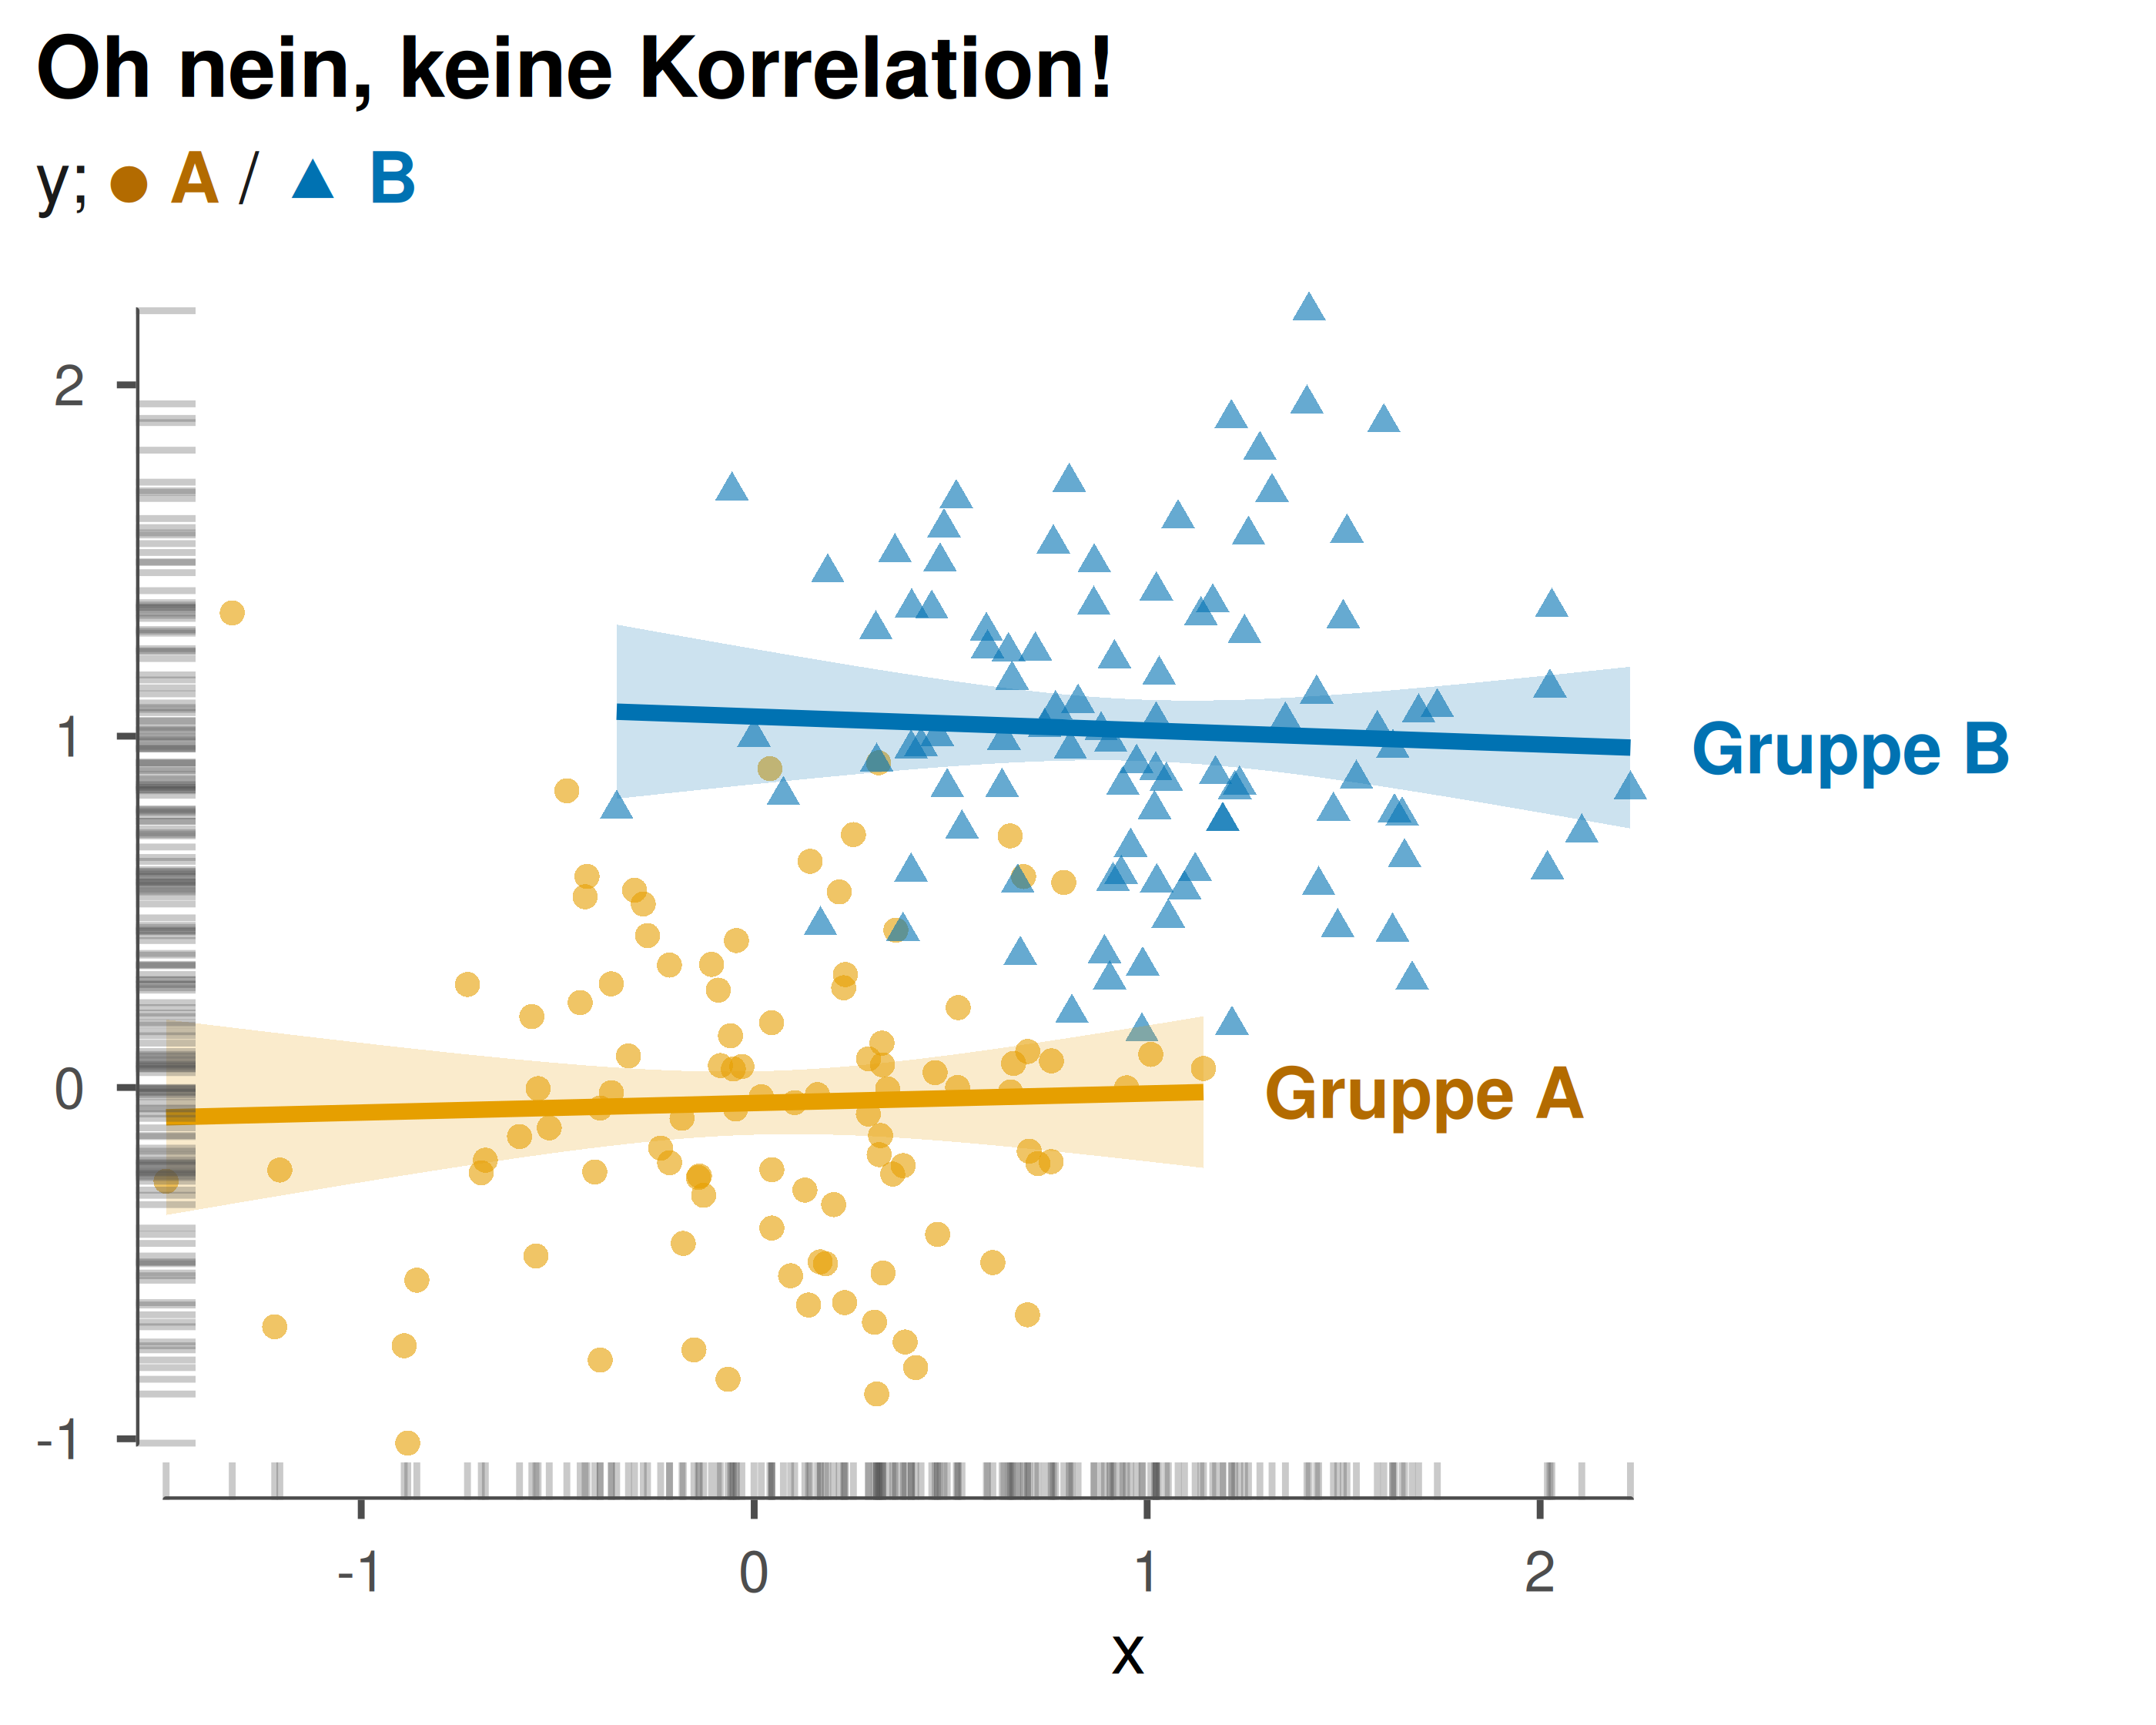 Oh nein, keine Korrelation!
y; A / B
2
1
0
-1
Gruppe B
Gruppe A
-1 0 1 2
x